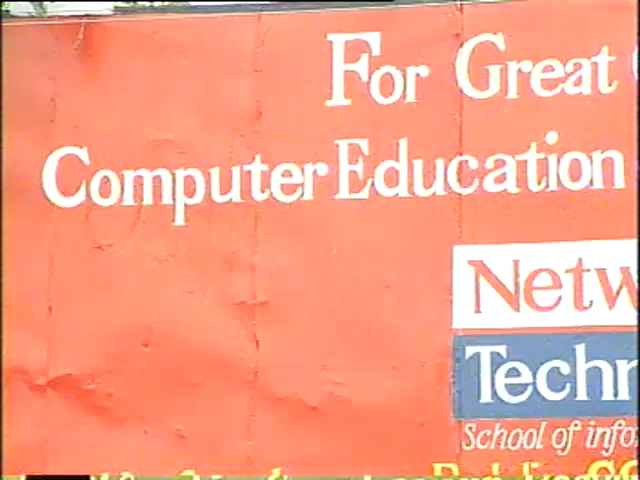 For Great
Computer Education
Netw
Techn
School of info